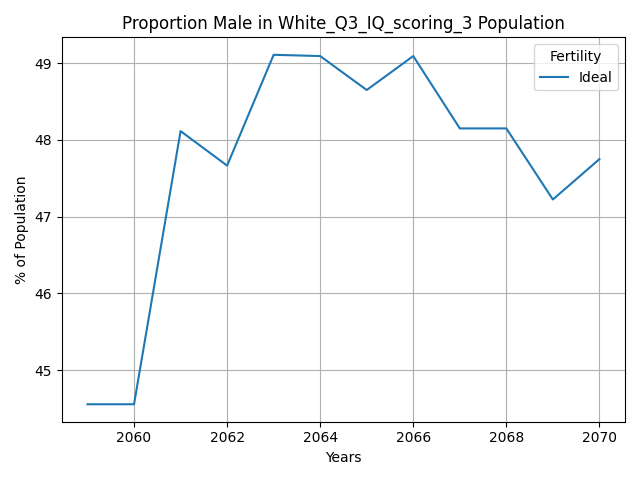 Proportion Male in White_Q3_IQ_scoring_3 Population
Fertility
Ideal
% of Population
49
48
47
46
45
2060 2062 2064 2066 2068 2070
Years